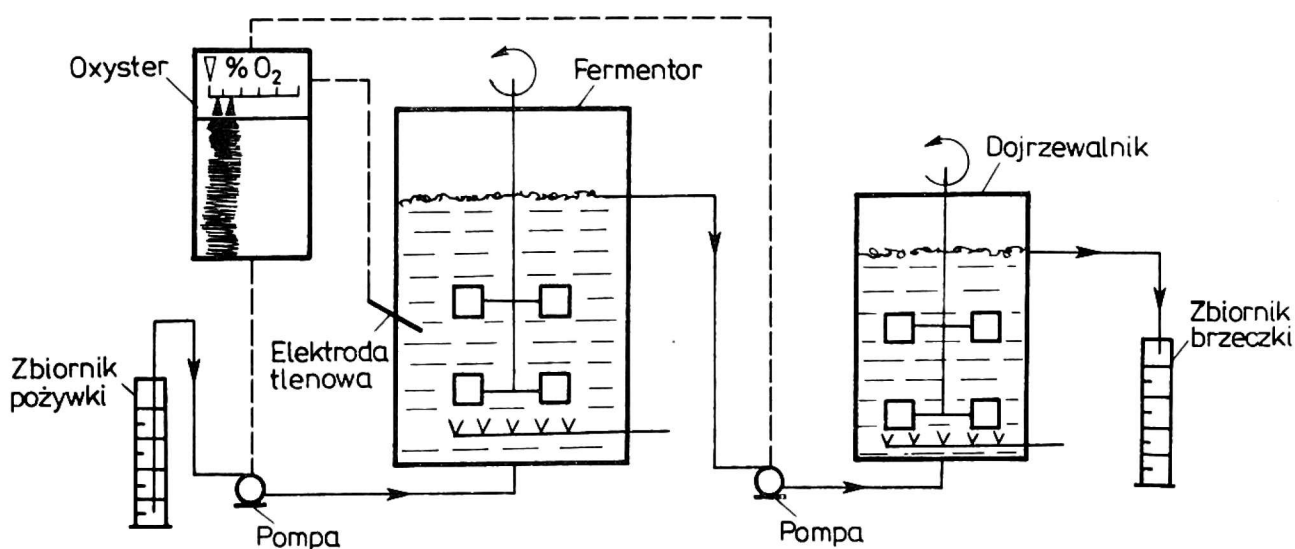 Oxyster
% O2
Fermentor
Dojrzewalnik
Elektroda
tlenowa
Zbiornik
pożywki
Zbiornik
brzeczki
Pompa
Pompa